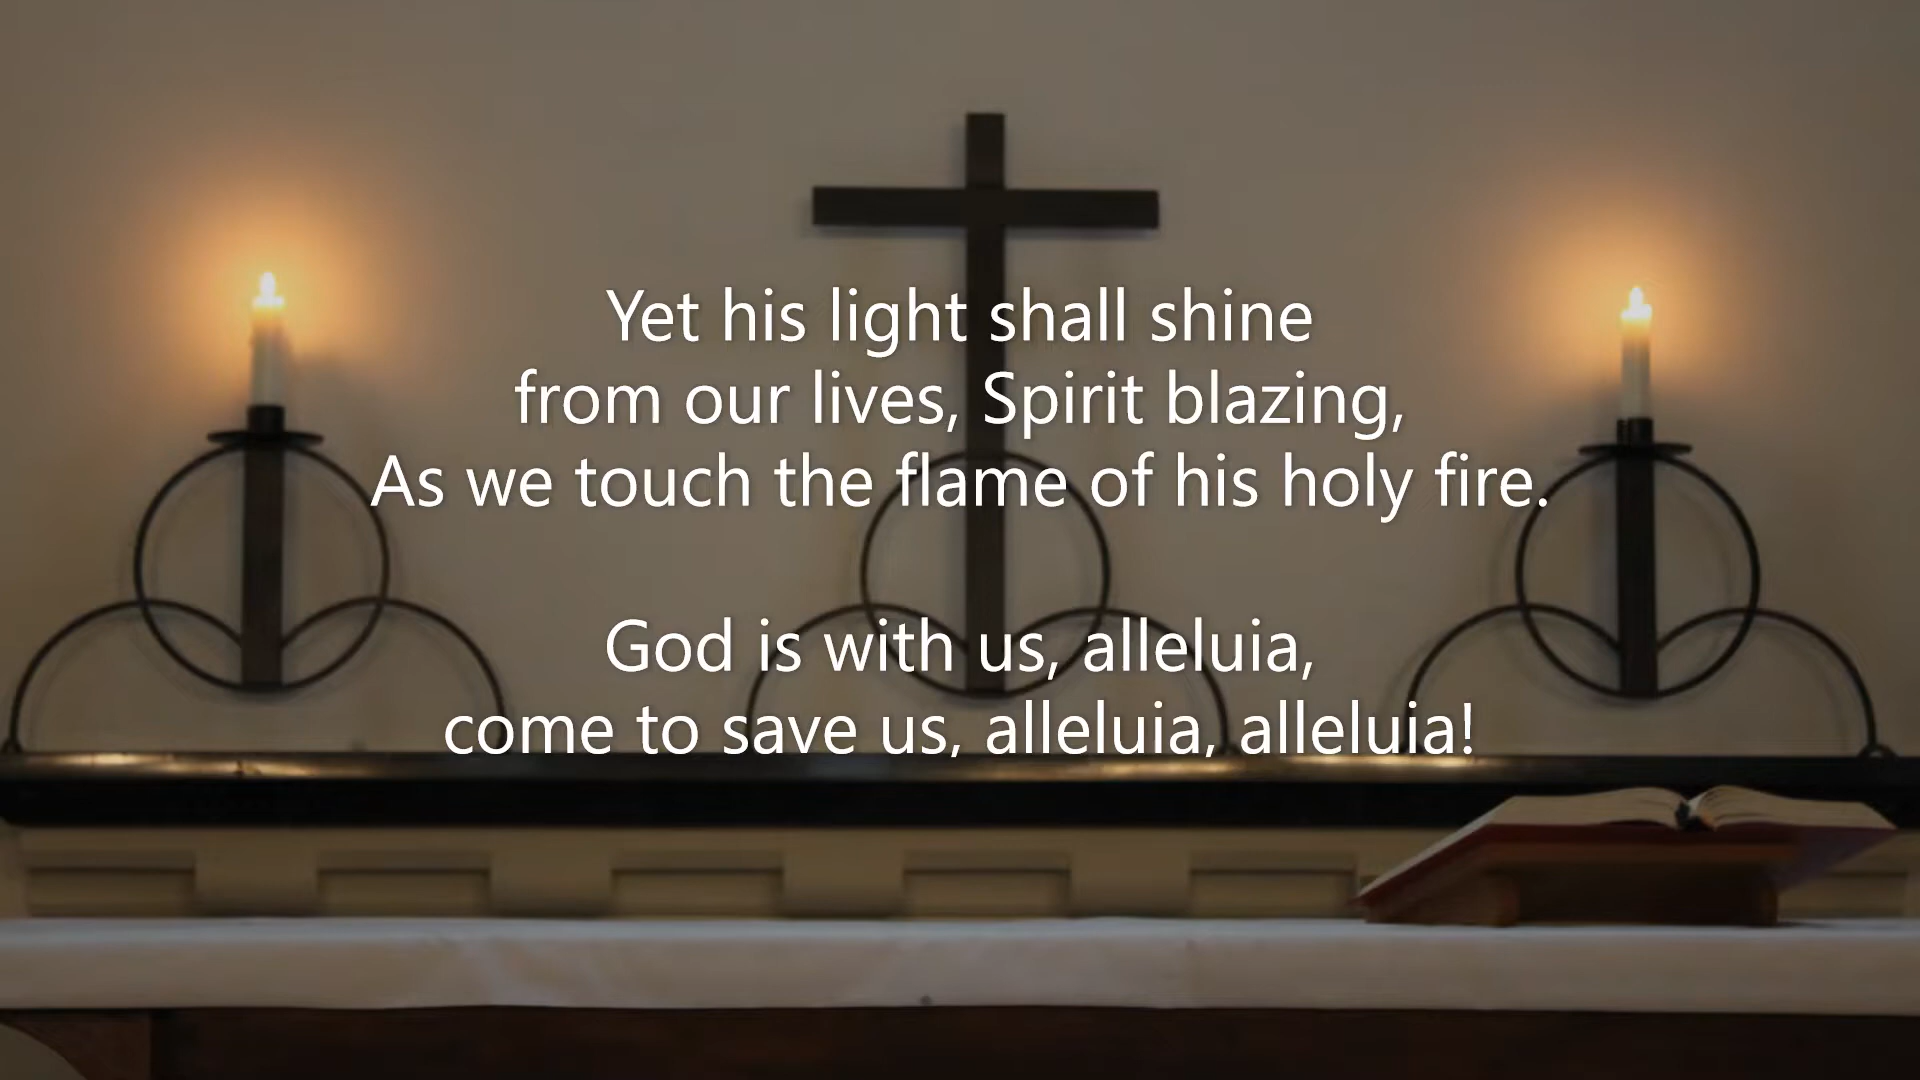 Yet his light shall shine
from our lives, Spirit blazing,
As we touch the flame of his holy fire.
God is with us, alleluia,
come to save us, alleluia, alleluia!